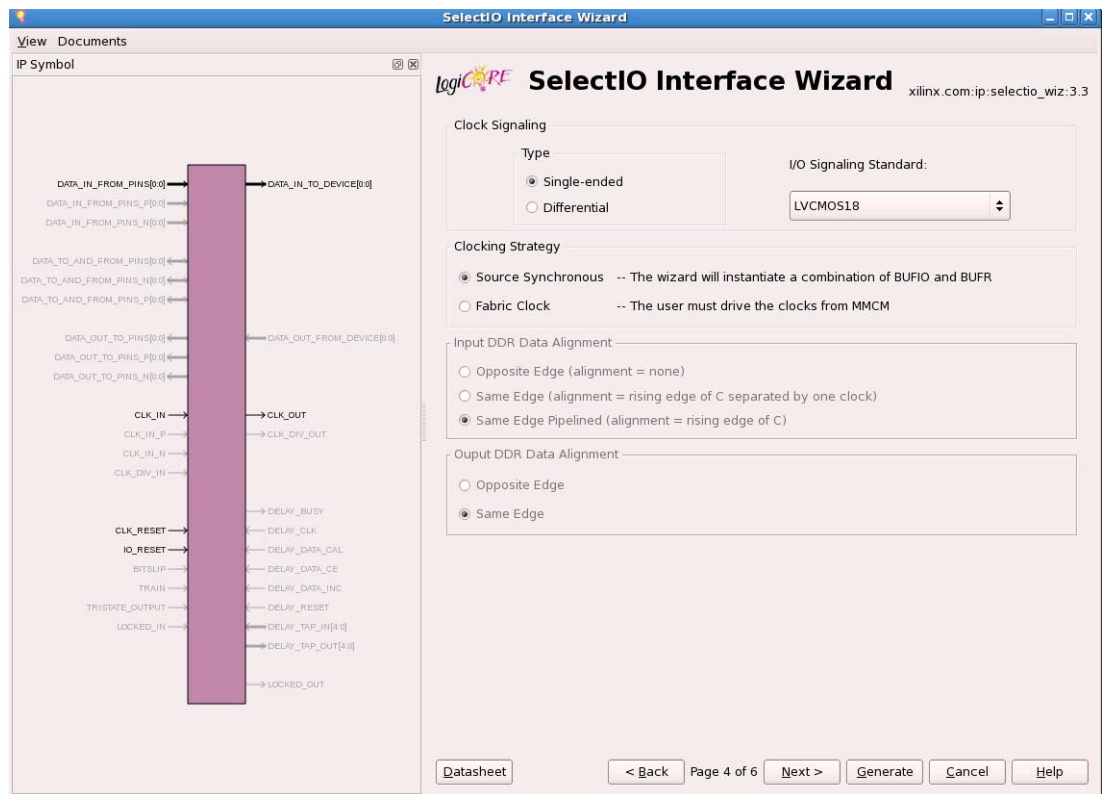 SelectIO Interface Wizard
View Documents
IP Symbol
DATA_IN_FROM_PINS[0:0]
DATA_IN_TO_DEVICE[0:0]
DATA_IN_FROM_PINS_P[0:0]
DATA_IN_FROM_PINS_N[0:0]
DATA_TO_AND_FROM_PINS[0:0]
DATA_TO_AND_FROM_PINS_N[0:0]
DATA_TO_AND_FROM_PINS_P[0:0]
DATA_OUT_TO_PINS[0:0]
DATA_OUT_FROM_DEVICE[0:0]
DATA_OUT_TO_PINS_P[0:0]
DATA_OUT_TO_PINS_N[0:0]
CLK_IN
CLK_OUT
CLK_IN_P
CLK_DIV_OUT
CLK_IN_N
CLK_DIV_IN
DELAY_BUSY
CLK_RESET
DELAY_CLK
IO_RESET
DELAY_DATA_CAL
BITSLIP
DELAY_DATA_CE
TRAIN
DELAY_DATA_INC
TRISTATE_OUTPUT
DELAY_RESET
LOCKED_IN
DELAY_TAP_IN[4:0]
DELAY_TAP_OUT[4:0]
LOCKED_OUT
LogiCORE
SelectIO Interface Wizard
xilinx.com:ip:selectio_wiz:3.3
Clock Signaling
Type
Single-ended
Differential
I/O Signaling Standard:
LVCMOS18
Clocking Strategy
Source Synchronous -- The wizard will instantiate a combination of BUFIO and BUFR
Fabric Clock -- The user must drive the clocks from MMCM
Input DDR Data Alignment
Opposite Edge (alignment = none)
Same Edge (alignment = rising edge of C separated by one clock)
Same Edge Pipelined (alignment = rising edge of C)
Ouput DDR Data Alignment
Opposite Edge
Same Edge
Datasheet < Back Page 4 of 6 Next > Generate Cancel Help